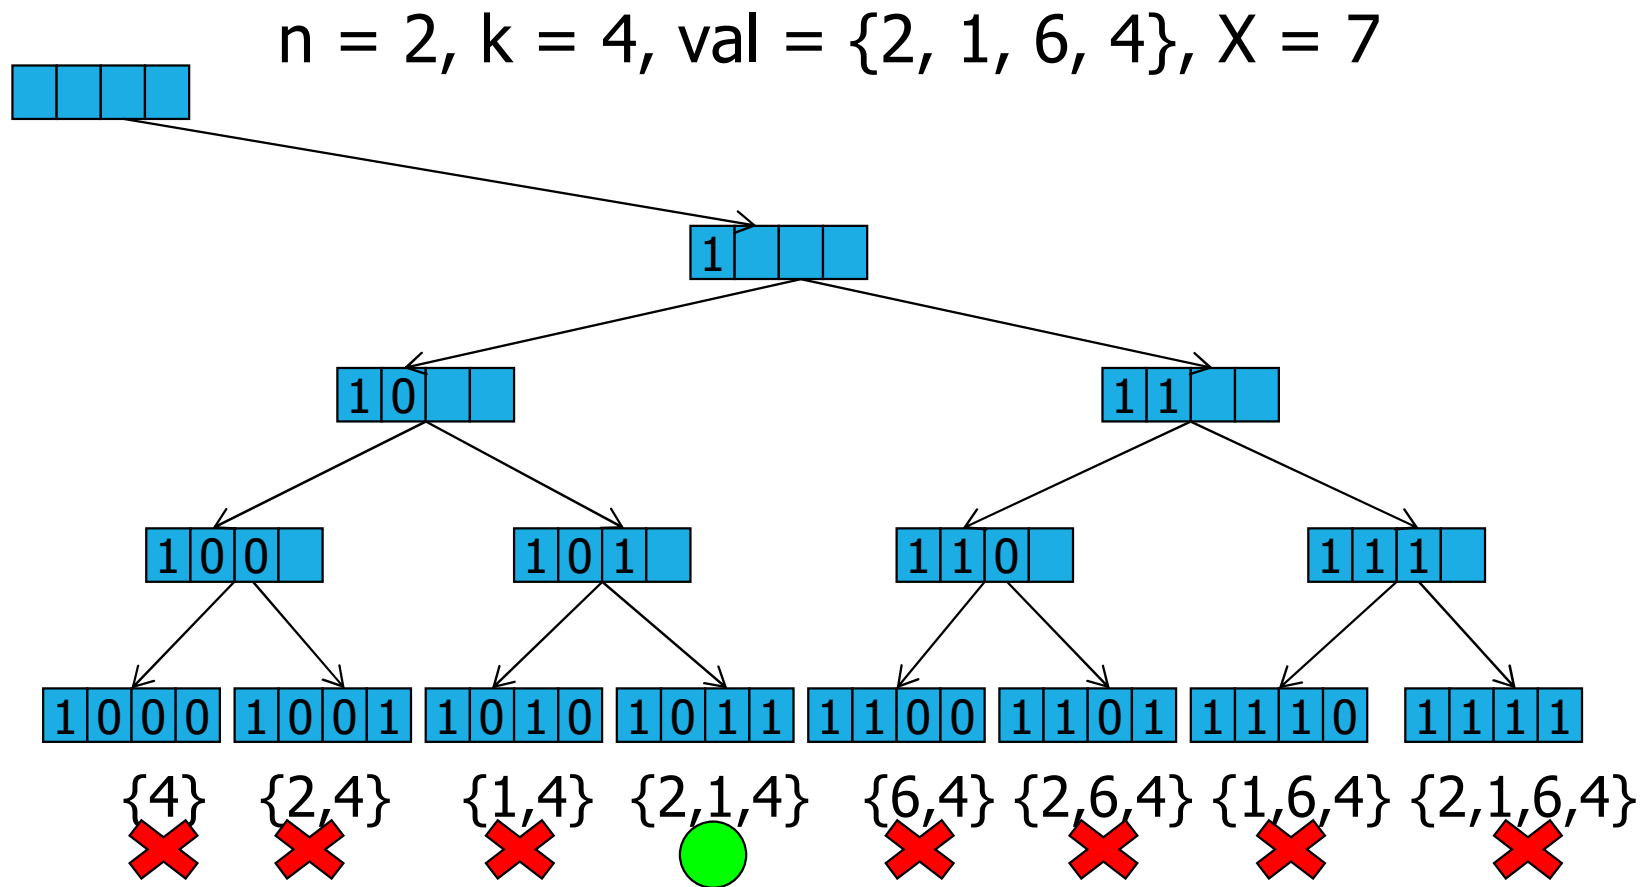 n = 2, k = 4, val = {2, 1, 6, 4}, X = 7
1
1 0
1 1
1 0 0
1 0 1
1 1 0
1 1 1
1 0 0 0
1 0 0 1
1 0 1 0
1 0 1 1
1 1 0 0
1 1 0 1
1 1 1 0
1 1 1 1
{4}
{2,4}
{1,4}
{2,1,4}
{6,4}
{2,6,4}
{1,6,4}
{2,1,6,4}